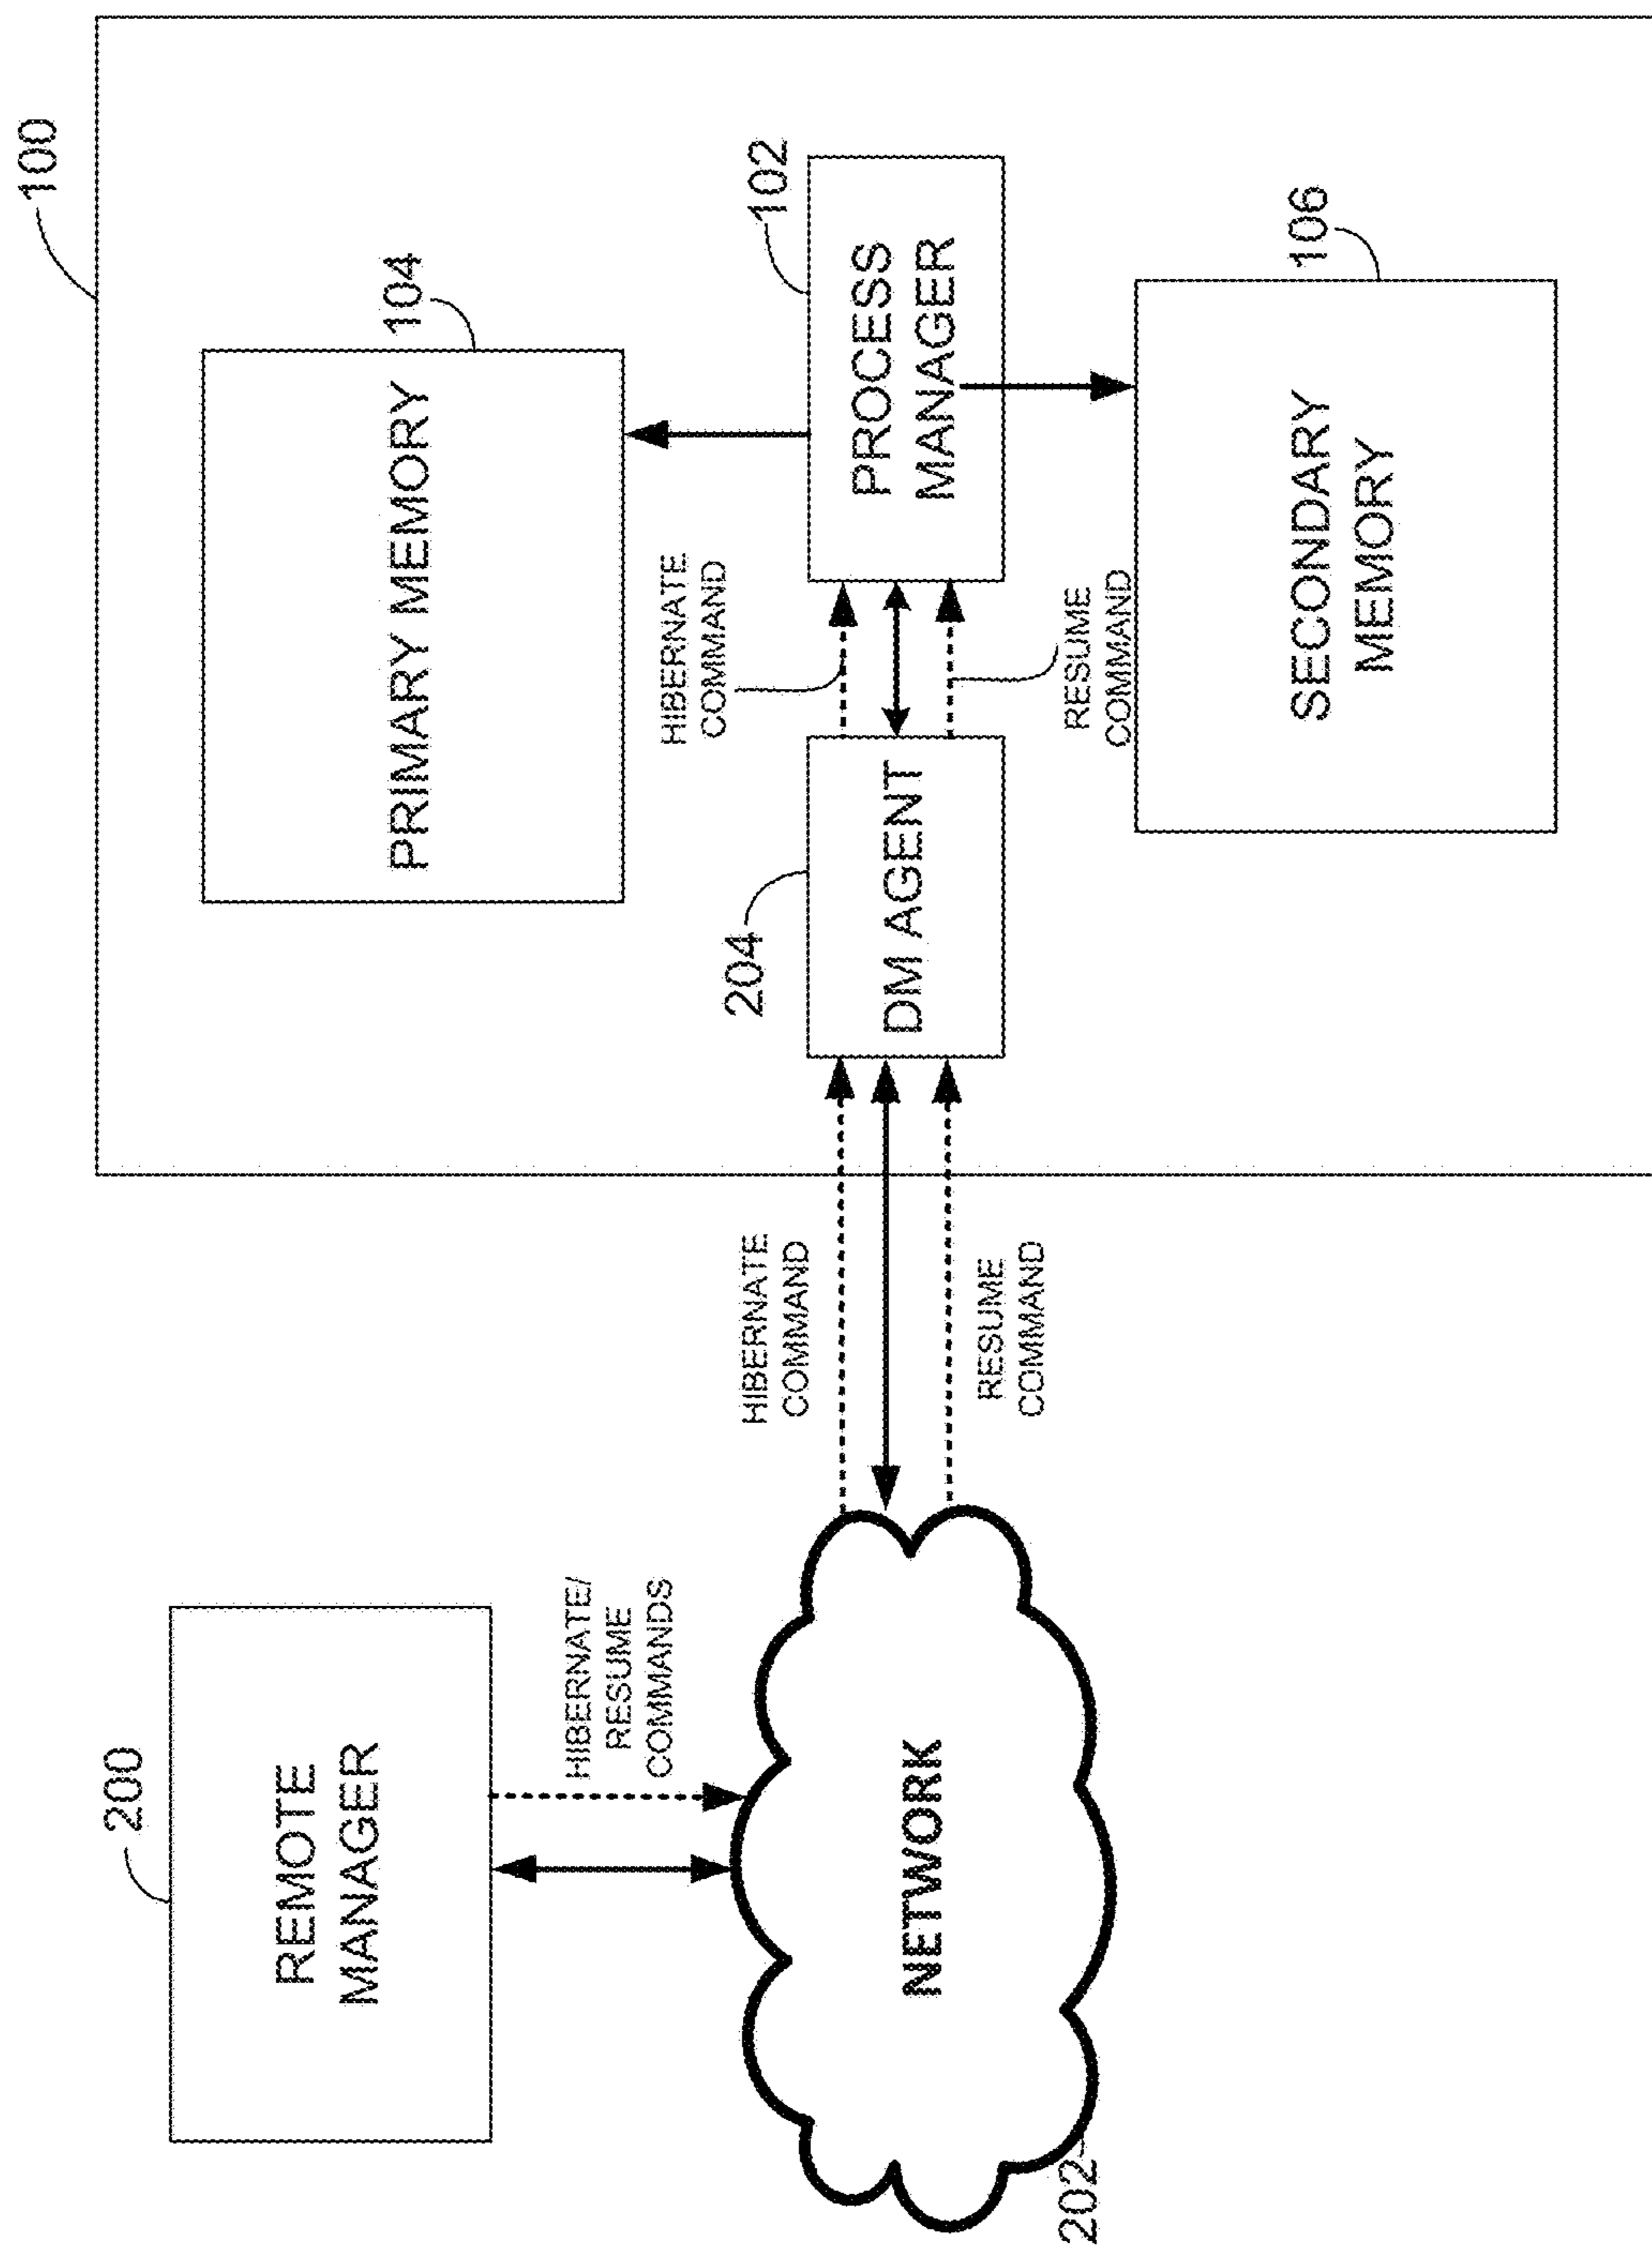 100
PRIMARY MEMORY
104
HIBERNATE
COMMAND
PROCESS
MANAGER
102
204
DM AGENT
RESUME
COMMAND
SECONDARY
MEMORY
106
200
REMOTE
MANAGER
HIBERNATE/
RESUME
COMMANDS
HIBERNATE
COMMAND
RESUME
COMMAND
NETWORK
202